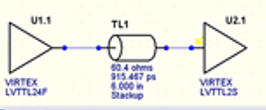 U1.1
TL1
U2.1
60.4 ohms
915.467 ps
6.000 in
Stackup
VIRTEX
LVTTL24F
VIRTEX
LVTTL2S